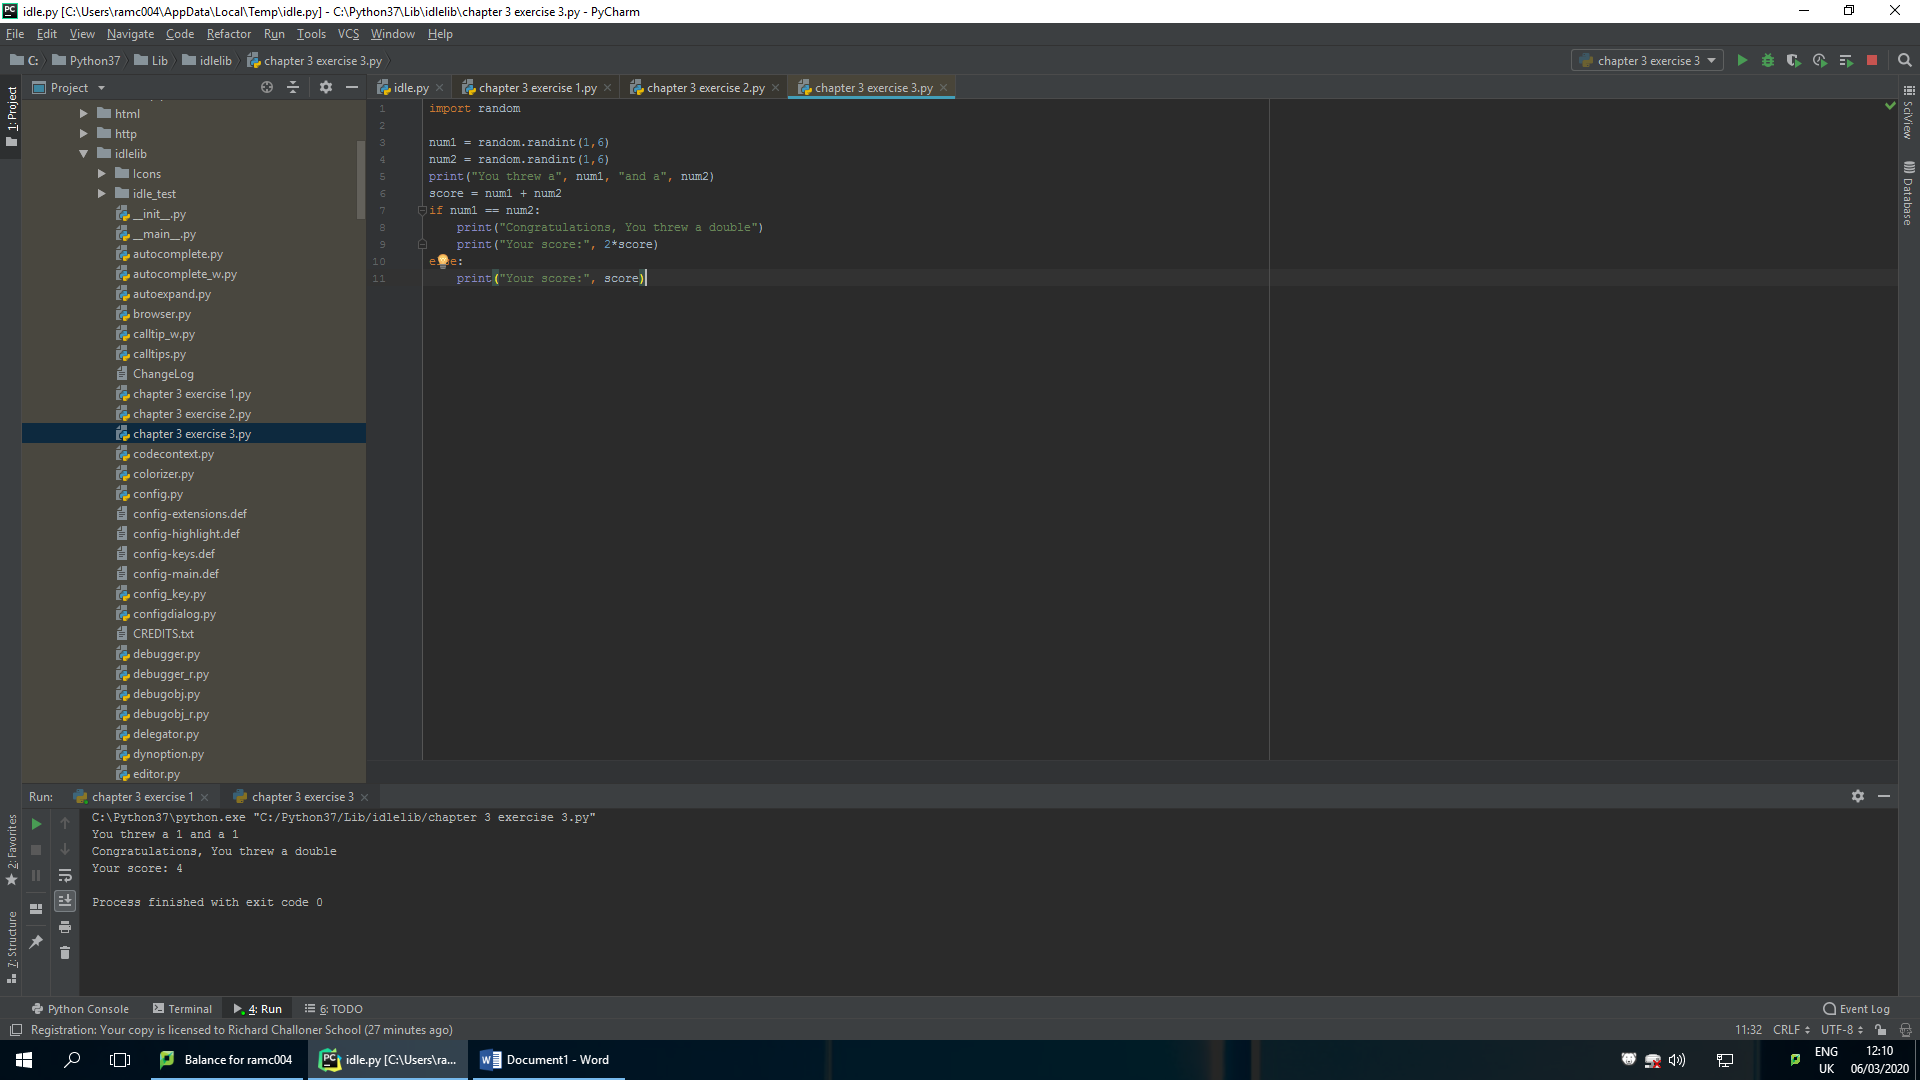 idle.py [C:\Users\ramc004\AppData\Local\Temp\idle.py] - C:\Python37\Lib\idlelib\chapter 3 exercise 3.py - PyCharm
File Edit View Navigate Code Refactor Run Tools VCS Window Help
C: Python37 Lib idlelib chapter 3 exercise 3.py
chapter 3 exercise 3
Project
idle.py chapter 3 exercise 1.py chapter 3 exercise 2.py chapter 3 exercise 3.py
1: Project
html
http
idlelib
Icons
idle_test
__init__.py
__main__.py
autocomplete.py
autocomplete_w.py
autoexpand.py
browser.py
calltip_w.py
calltips.py
ChangeLog
chapter 3 exercise 1.py
chapter 3 exercise 2.py
chapter 3 exercise 3.py
codecontext.py
colorizer.py
config.py
config-extensions.def
config-highlight.def
config-keys.def
config-main.def
config_key.py
configdialog.py
CREDITS.txt
debugger.py
debugger_r.py
debugobj.py
debugobj_r.py
delegator.py
dynoption.py
editor.py
1 import random
2
3 num1 = random.randint(1,6)
4 num2 = random.randint(1,6)
5 print("You threw a", num1, "and a", num2)
6 score = num1 + num2
7 if num1 == num2:
8 print("Congratulations, You threw a double")
9 print("Your score:", 2*score)
10 else:
11 print("Your score:", score)
SciView
Database
Run: chapter 3 exercise 1 chapter 3 exercise 3
C:\Python37\python.exe "C:/Python37/Lib/idlelib/chapter 3 exercise 3.py"
You threw a 1 and a 1
Congratulations, You threw a double
Your score: 4
Process finished with exit code 0
2: Favorites
7: Structure
Python Console Terminal 4: Run 6: TODO Event Log
Registration: Your copy is licensed to Richard Challoner School (27 minutes ago) 11:32 CRLF UTF-8
Balance for ramc004 idle.py [C:\Users\ra... Document1 - Word
ENG 12:10
UK 06/03/2020